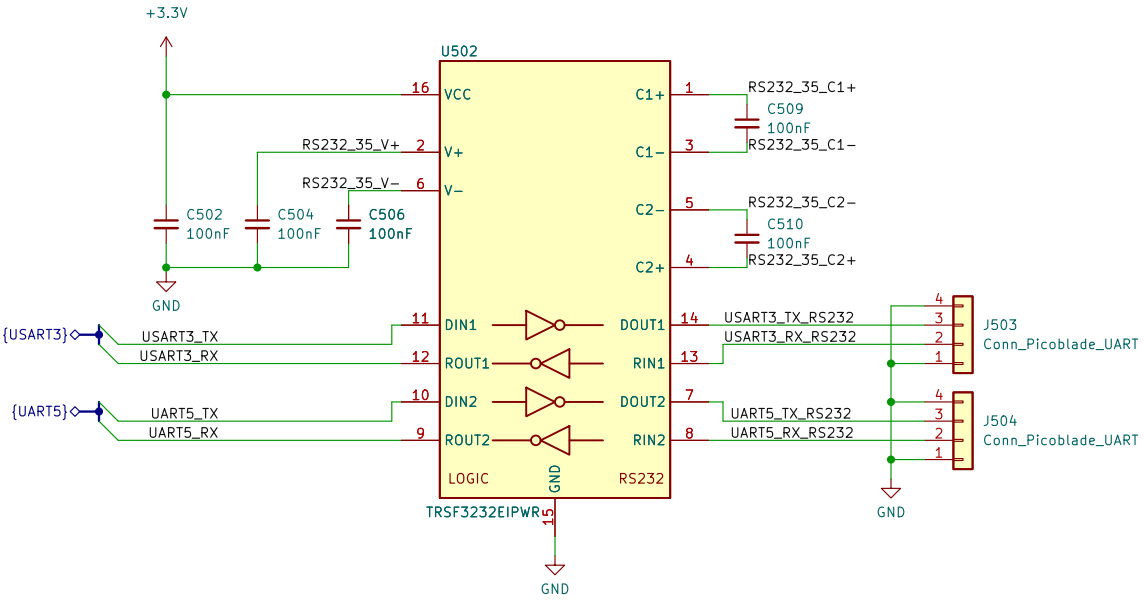 +3.3V
U502
16
VCC
C1+
1
RS232_35_C1+
C509
100nF
RS232_35_V+
2
V+
C1-
3
RS232_35_C1-
RS232_35_V-
6
V-
C2-
5
RS232_35_C2-
C502
100nF
C504
100nF
C506
100nF
C510
100nF
C2+
4
RS232_35_C2+
GND
{USART3}
USART3_TX
11
DIN1
DOUT1
14
USART3_TX_RS232
USART3_RX
12
ROUT1
RIN1
13
USART3_RX_RS232
4
3
2
1
J503
Conn_Picoblade_UART
{UART5}
UART5_TX
10
DIN2
DOUT2
7
UART5_TX_RS232
UART5_RX
9
ROUT2
RIN2
8
UART5_RX_RS232
4
3
2
1
J504
Conn_Picoblade_UART
LOGIC
GND
RS232
TRSF3232EIPWR
15
GND
GND